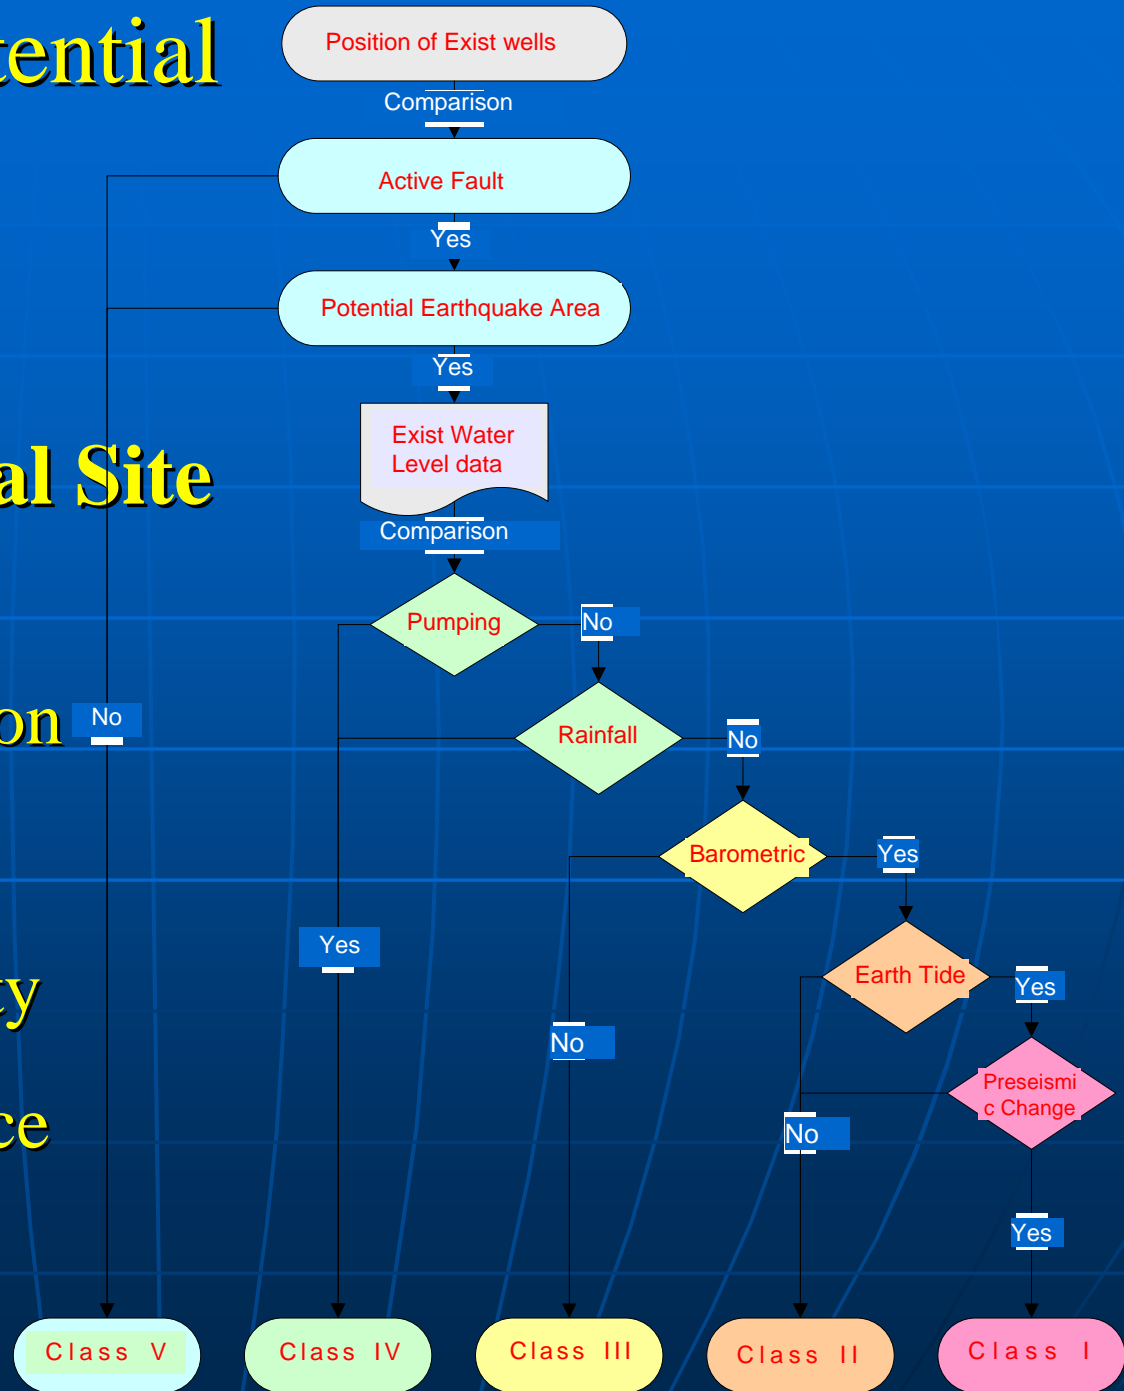 tential
Position of Exist wells
Comparison
Active Fault
Yes
Potential Earthquake Area
Yes
Exist Water
Level data
al Site
Comparison
Pumping
No
on
No
Rainfall
No
Barometric
Yes
Yes
Earth Tide
Yes
ty
No
Preseismi
c Change
ce
No
Yes
Class V
Class IV
Class III
Class II
Class I